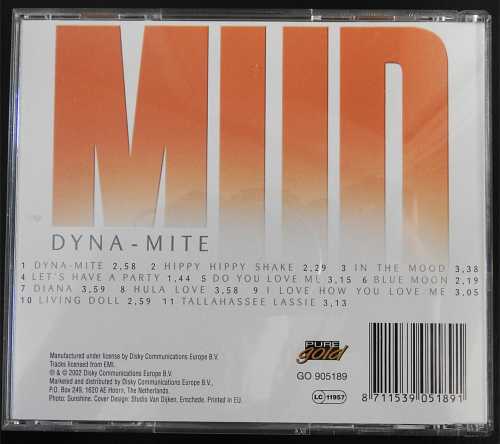 MUD
DYNA-MITE
1 DYNA-MITE 2,58 2 HIPPY HIPPY SHAKE 2,29 3 IN THE MOOD 3,38
4 LET'S HAVE A PARTY 1,44 5 DO YOU LOVE ME 3,15 6 BLUE MOON 2,19
7 DIANA 3,59 8 HULA LOVE 3,58 9 I LOVE HOW YOU LOVE ME 3,05
10 LIVING DOLL 2,59 11 TALLAHASSEE LASSIE 3,13
Manufactured under license by Disky Communications Europe B.V.
Tracks licensed from EMI.
℗ & © 2002 Disky Communications Europe B.V.
Marketed and distributed by Disky Communications Europe B.V.,
P.O. Box 249, 1620 AE Hoorn, The Netherlands.
Photo: Sunshine. Cover Design: Studio Van Dijken, Enschede. Printed in EU.
PURE
gold
GO 905189
LC 11957
8 711539 051891